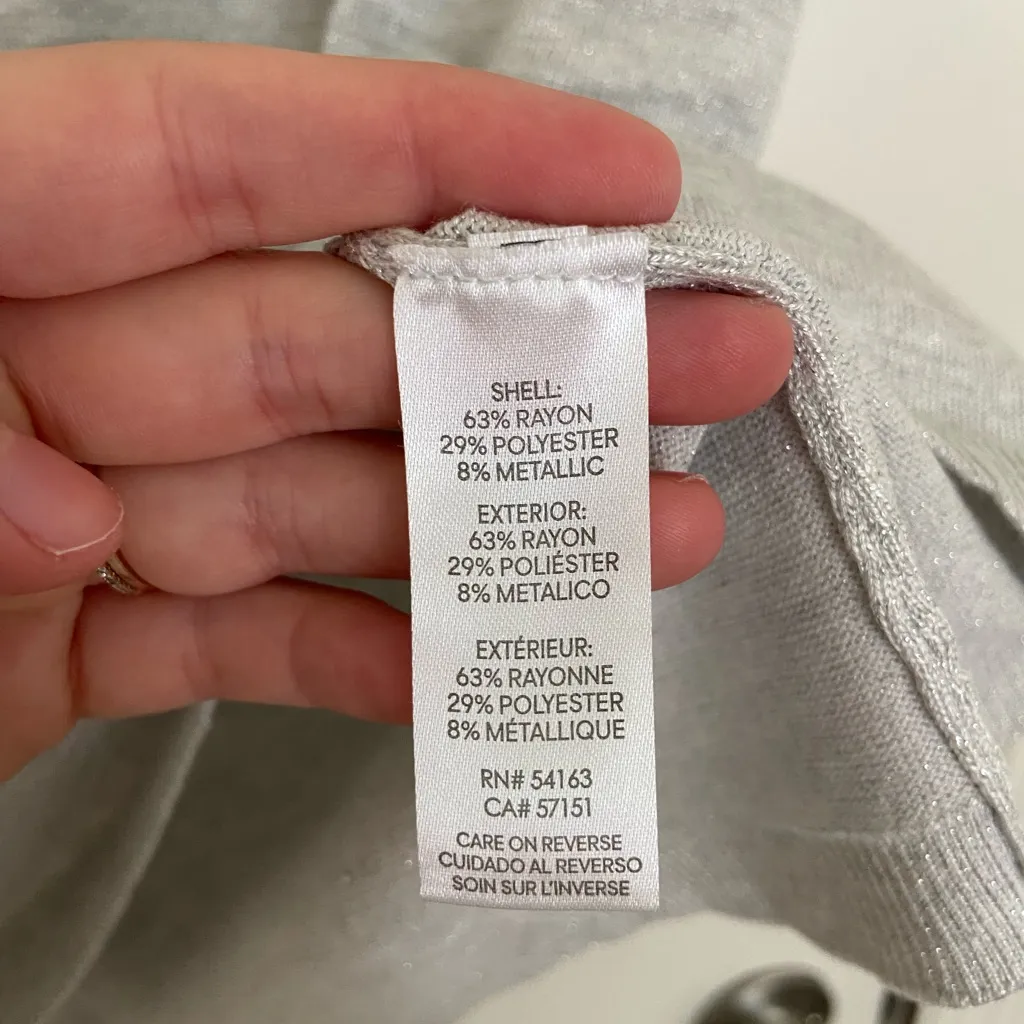 SHELL:
63% RAYON
29% POLYESTER
8% METALLIC
EXTERIOR:
63% RAYON
29% POLIÉSTER
8% METALICO
EXTÉRIEUR:
63% RAYONNE
29% POLYESTER
8% MÉTALLIQUE
RN# 54163
CA# 57151
CARE ON REVERSE
CUIDADO AL REVERSO
SOIN SUR L'INVERSE